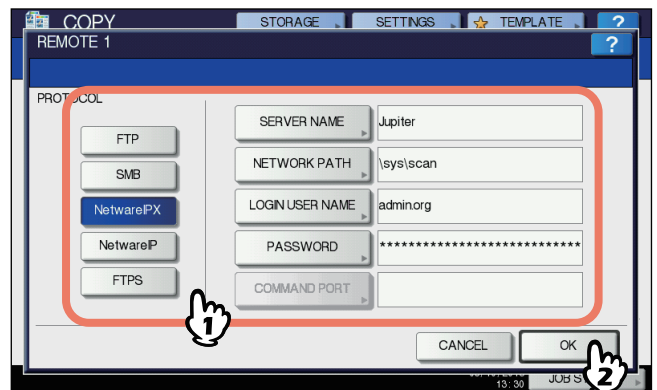 COPY STORAGE SETTINGS TEMPLATE ?
REMOTE 1 ?
PROTOCOL
FTP
SMB
NetwareIPX
NetwareIP
FTPS
SERVER NAME Jupiter
NETWORK PATH \sys\scan
LOGIN USER NAME admin.org
PASSWORD ****************************
COMMAND PORT
1
CANCEL OK
2
13:30 JOB S